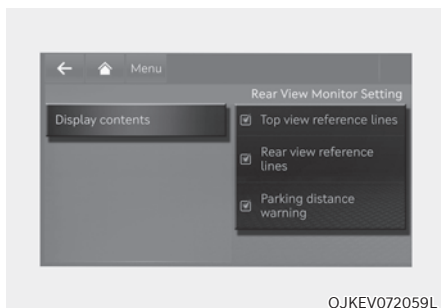 Menu
Rear View Monitor Setting
Display contents
Top view reference lines
Rear view reference
lines
Parking distance
warning
OJKEV072059L